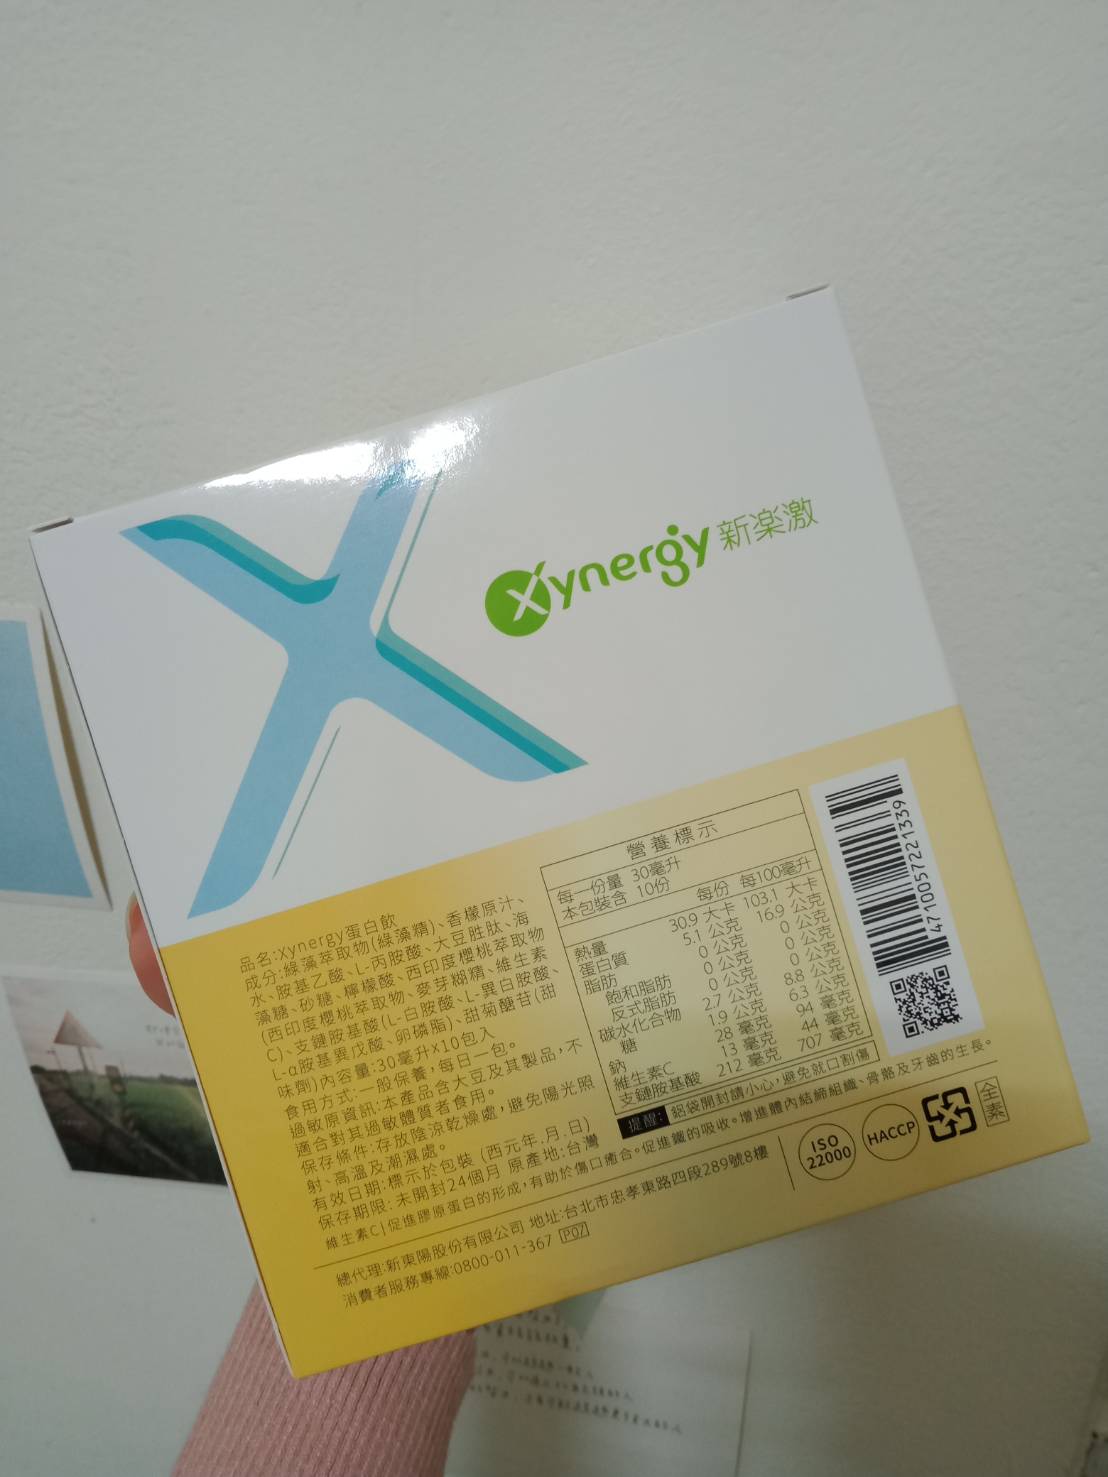 Xynergy 新楽激
品名:Xynergy蛋白飲
成分:綠藻萃取物(綠藻精)、香檬原汁、
水、胺基乙酸、L-丙胺酸、大豆胜肽、海
藻糖、砂糖、檸檬酸、西印度櫻桃萃取物
(西印度櫻桃萃取物、麥芽糊精、維生素
C)、支鏈胺基酸(L-白胺酸、L-異白胺酸、
L-α胺基異戊酸、卵磷脂)、甜菊醣苷(甜
味劑)內容量:30毫升X10包入
食用方式:一般保養,每日一包。
過敏原資訊:本產品含大豆及其製品,不
適合對其過敏體質者食用。
保存條件:存放陰涼乾燥處,避免陽光照
射、高溫及潮濕處。
有效日期:標示於包裝 (西元年.月.日)
保存期限: 未開封24個月 原產地:台灣
維生素C|促進膠原蛋白的形成,有助於傷口癒合。促進鐵的吸收。增進體內結締組織、骨骼及牙齒的生長。
營養標示
每一份量 30毫升
本包裝含 10份
每份 每100毫升
熱量 30.9 大卡 103.1 大卡
蛋白質 5.1 公克 16.9 公克
脂肪 0 公克 0 公克
飽和脂肪 0 公克 0 公克
反式脂肪 0 公克 0 公克
碳水化合物 2.7 公克 8.8 公克
糖 1.9 公克 6.3 公克
鈉 28 毫克 94 毫克
維生素C 13 毫克 44 毫克
支鏈胺基酸 212 毫克 707 毫克
提醒: 鋁袋開封請小心,避免就口割傷
4710057221339
總代理:新東陽股份有限公司 地址:台北市忠孝東路四段289號8樓
消費者服務專線:0800-011-367 P07
ISO
22000
HACCP
全素